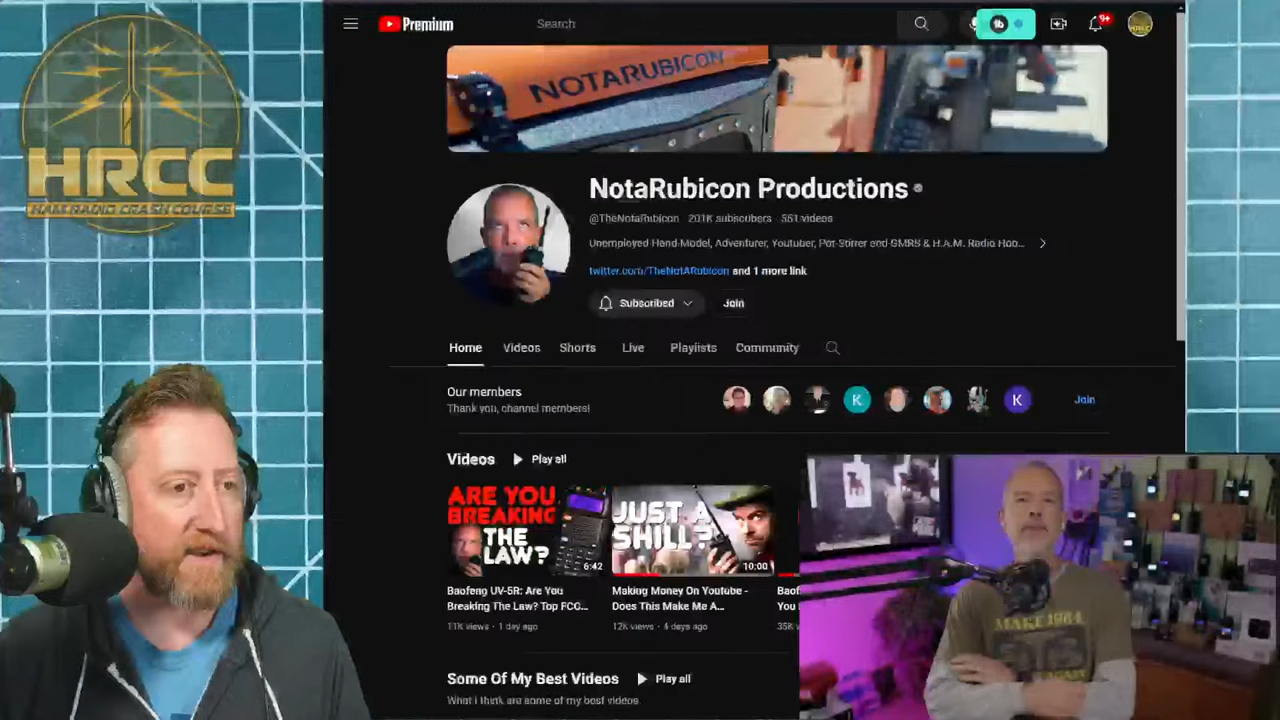 HRCC
HAM RADIO CRASH COURSE
Premium
Search
9+
NOTARUBICON
NotaRubicon Productions
@TheNotaRubicon 201K subscribers 551 videos
Unemployed Hand-Model, Adventurer, Youtuber, Pot-Stirrer and GMRS & H.A.M. Radio Hoo...
twitter.com/TheNotARubicon and 1 more link
Subscribed
Join
Home Videos Shorts Live Playlists Community
Our members
Thank you, channel members!
K
K
Join
Videos Play all
ARE YOU
BREAKING
THE
LAW?
6:42
JUST A
SHILL?
10:00
Baofeng UV-5R: Are You
Breaking The Law? Top FCC...
11K views • 1 day ago
Making Money On Youtube -
Does This Make Me A...
12K views • 4 days ago
Baof
You
35K
Some Of My Best Videos Play all
What I think are some of my best videos.
MAKE 1984